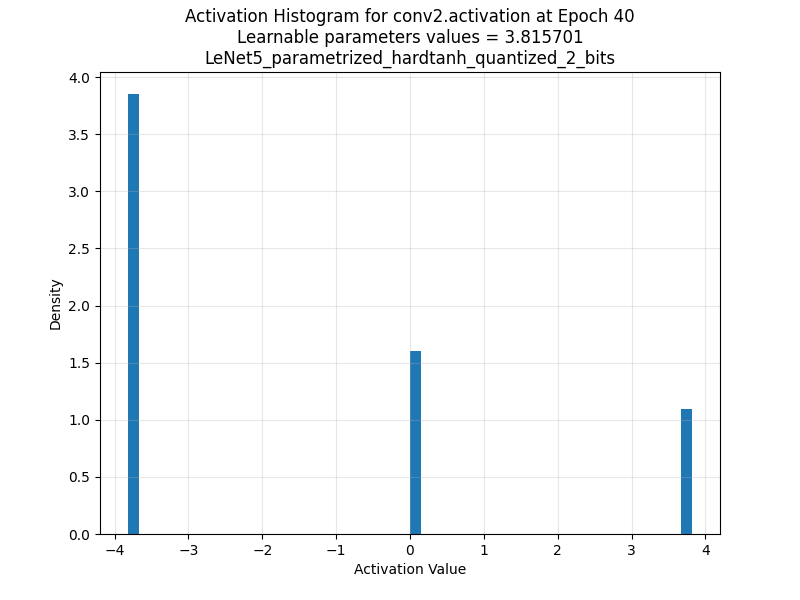 Activation Histogram for conv2.activation at Epoch 40
Learnable parameters values = 3.815701
LeNet5_parametrized_hardtanh_quantized_2_bits
4.0
3.5
3.0
2.5
2.0
1.5
1.0
0.5
0.0
Density
−4 −3 −2 −1 0 1 2 3 4
Activation Value